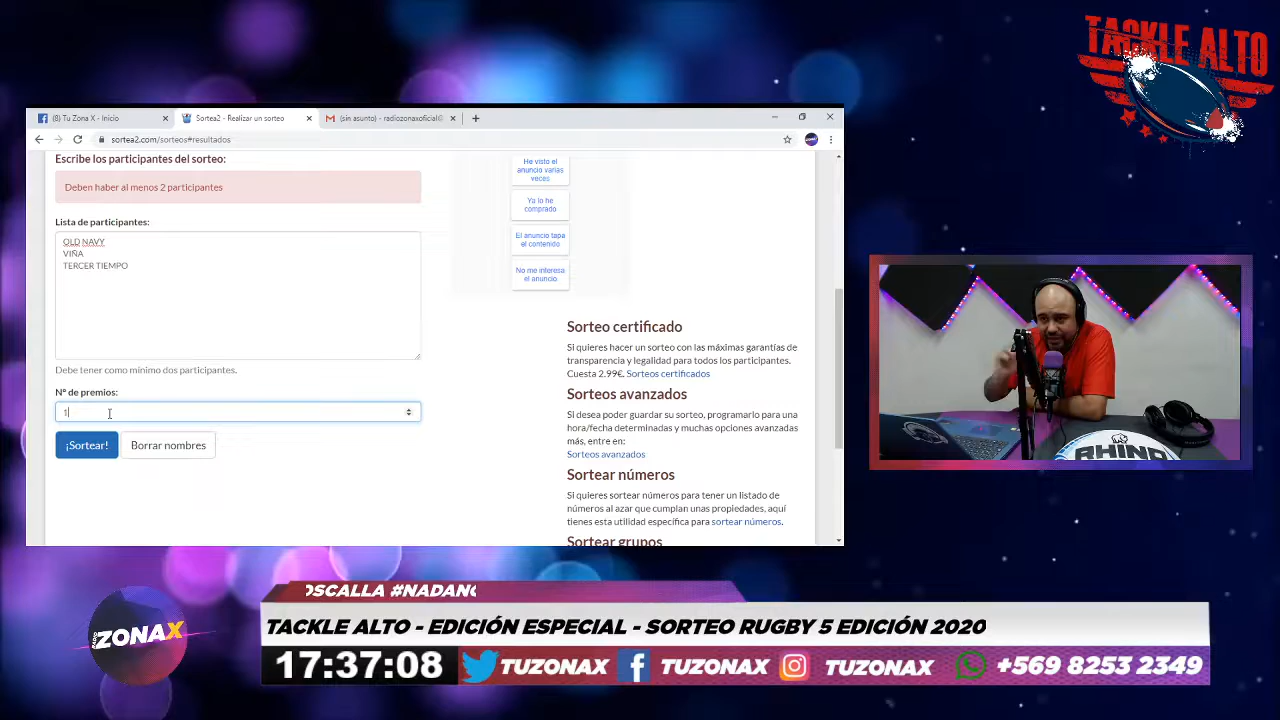 TACKLE ALTO
(8) Tu Zona X - Inicio
Sortea2 - Realizar un sorteo
(sin asunto) - radiozonaxoficial@
sortea2.com/sorteos#resultados
Escribe los participantes del sorteo:
Deben haber al menos 2 participantes
Lista de participantes:
OLD NAVY
VIÑA
TERCER TIEMPO
Debe tener como mínimo dos participantes.
Nº de premios:
1
¡Sortear!
Borrar nombres
He visto el
anuncio varias
veces
Ya lo he
comprado
El anuncio tapa
el contenido
No me interesa
el anuncio
Sorteo certificado
Si quieres hacer un sorteo con las máximas garantías de
transparencia y legalidad para todos los participantes.
Cuesta 2.99€. Sorteos certificados
Sorteos avanzados
Si desea poder guardar su sorteo, programarlo para una
hora/fecha determinadas y muchas opciones avanzadas
más, entre en:
Sorteos avanzados
Sortear números
Si quieres sortear números para tener un listado de
números al azar que cumplan unas propiedades, aquí
tienes esta utilidad específica para sortear números.
Sortear grupos
RHINO
RADIO ZONAX
OSCALLA #NADANO
TACKLE ALTO - EDICIÓN ESPECIAL - SORTEO RUGBY 5 EDICIÓN 2020
17:37:08 TUZONAX TUZONAX TUZONAX +569 8253 2349